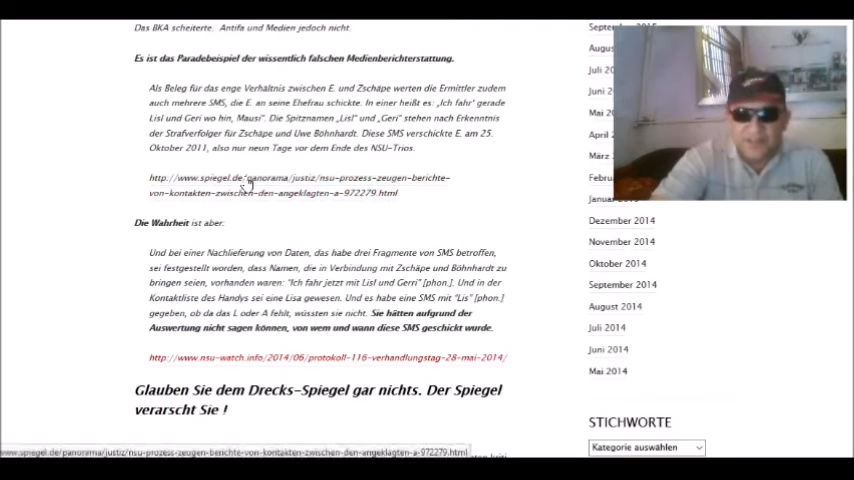 Das BKA scheiterte. Antifa und Medien jedoch nicht.
Es ist das Paradebeispiel der wissentlich falschen Medienberichterstattung.
Als Beleg für das enge Verhältnis zwischen E. und Zschäpe werten die Ermittler zudem
auch mehrere SMS, die E. an seine Ehefrau schickte. In einer heißt es: „Ich fahr' gerade
Lisl und Geri wo hin, Mausi". Die Spitznamen „Lisl" und „Geri" stehen nach Erkenntnis
der Strafverfolger für Zschäpe und Uwe Böhnhardt. Diese SMS verschickte E. am 25.
Oktober 2011, also nur neun Tage vor dem Ende des NSU-Trios.
http://www.spiegel.de/panorama/justiz/nsu-prozess-zeugen-berichte-
von-kontakten-zwischen-den-angeklagten-a-972279.html
Die Wahrheit ist aber:
Und bei einer Nachlieferung von Daten, das habe drei Fragmente von SMS betroffen,
sei festgestellt worden, dass Namen, die in Verbindung mit Zschäpe und Böhnhardt zu
bringen seien, vorhanden waren: "Ich fahr jetzt mit Lisl und Gerri" [phon.]. Und in der
Kontaktliste des Handys sei eine Lisa gewesen. Und es habe eine SMS mit "Lis" [phon.]
gegeben, ob da das L oder A fehlt, wüssten sie nicht. Sie hätten aufgrund der
Auswertung nicht sagen können, von wem und wann diese SMS geschickt wurde.
http://www.nsu-watch.info/2014/06/protokoll-116-verhandlungstag-28-mai-2014/
Glauben Sie dem Drecks-Spiegel gar nichts. Der Spiegel
verarscht Sie !
www.spiegel.de/panorama/justiz/nsu-prozess-zeugen-berichte-von-kontakten-zwischen-den-angeklagten-a-972279.html
September 2015
Juli 20
Mai 20
April 2
März
Dezember 2014
November 2014
Oktober 2014
September 2014
August 2014
Juli 2014
Juni 2014
Mai 2014
STICHWORTE
Kategorie auswählen